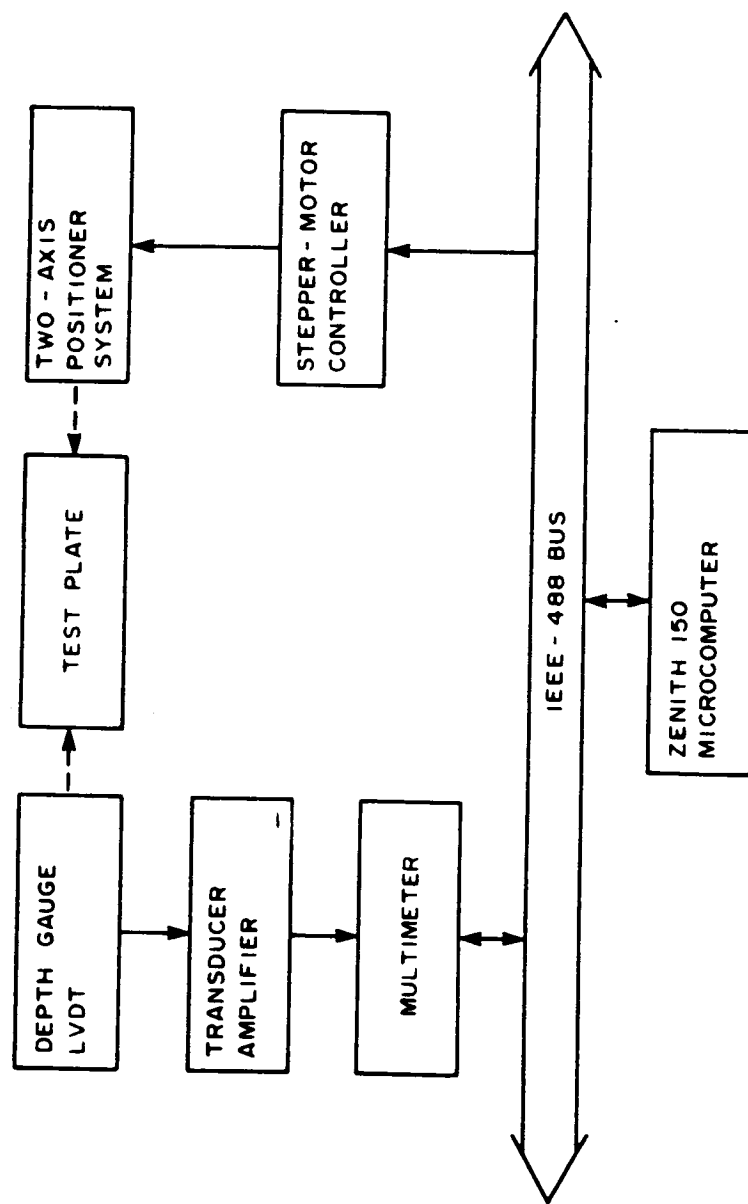 DEPTH GAUGE
LVDT
TEST PLATE
TWO-AXIS
POSITIONER
SYSTEM
TRANSDUCER
AMPLIFIER
STEPPER-MOTOR
CONTROLLER
MULTIMETER
IEEE-488 BUS
ZENITH 150
MICROCOMPUTER